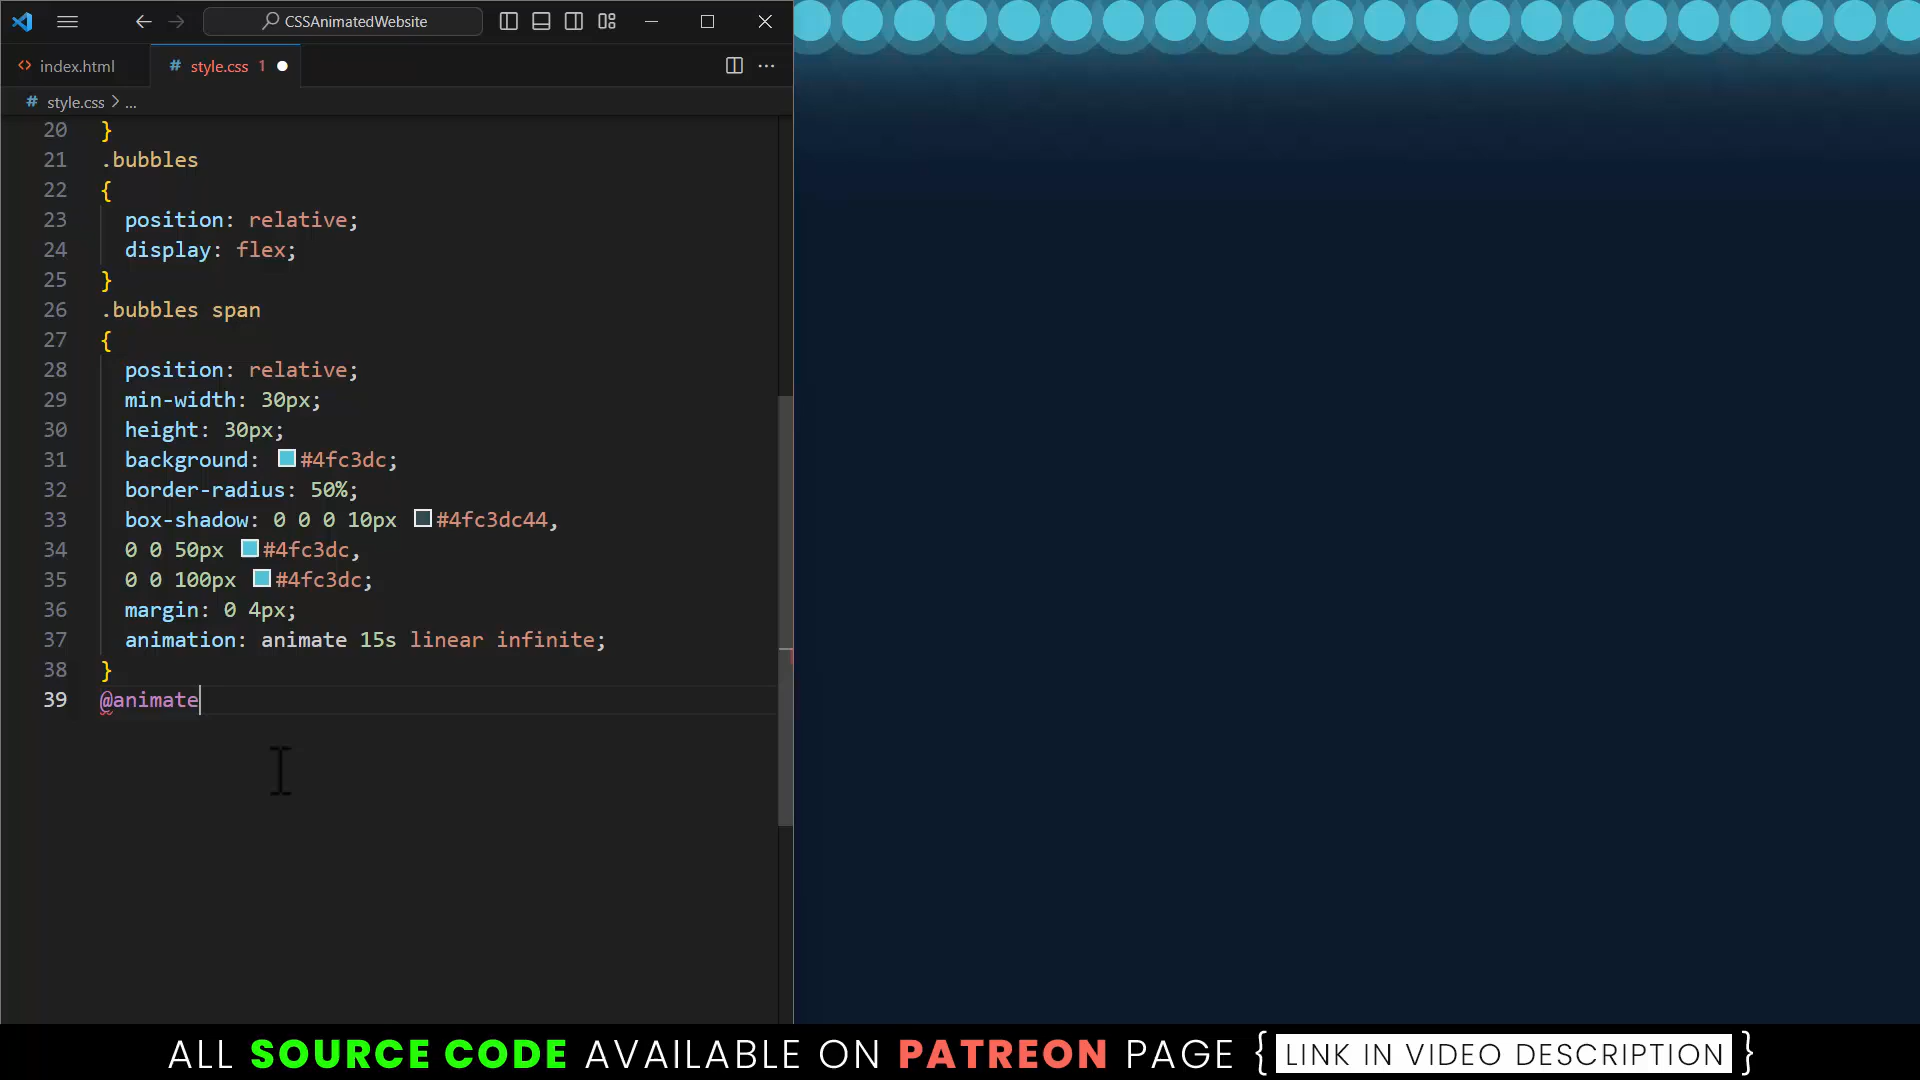 CSSAnimatedWebsite
index.html
# style.css 1
# style.css > ...
20 }
21 .bubbles
22 {
23 position: relative;
24 display: flex;
25 }
26 .bubbles span
27 {
28 position: relative;
29 min-width: 30px;
30 height: 30px;
31 background: #4fc3dc;
32 border-radius: 50%;
33 box-shadow: 0 0 0 10px #4fc3dc44,
34 0 0 50px #4fc3dc,
35 0 0 100px #4fc3dc;
36 margin: 0 4px;
37 animation: animate 15s linear infinite;
38 }
39 @animate
ALL SOURCE CODE AVAILABLE ON PATREON PAGE { LINK IN VIDEO DESCRIPTION }